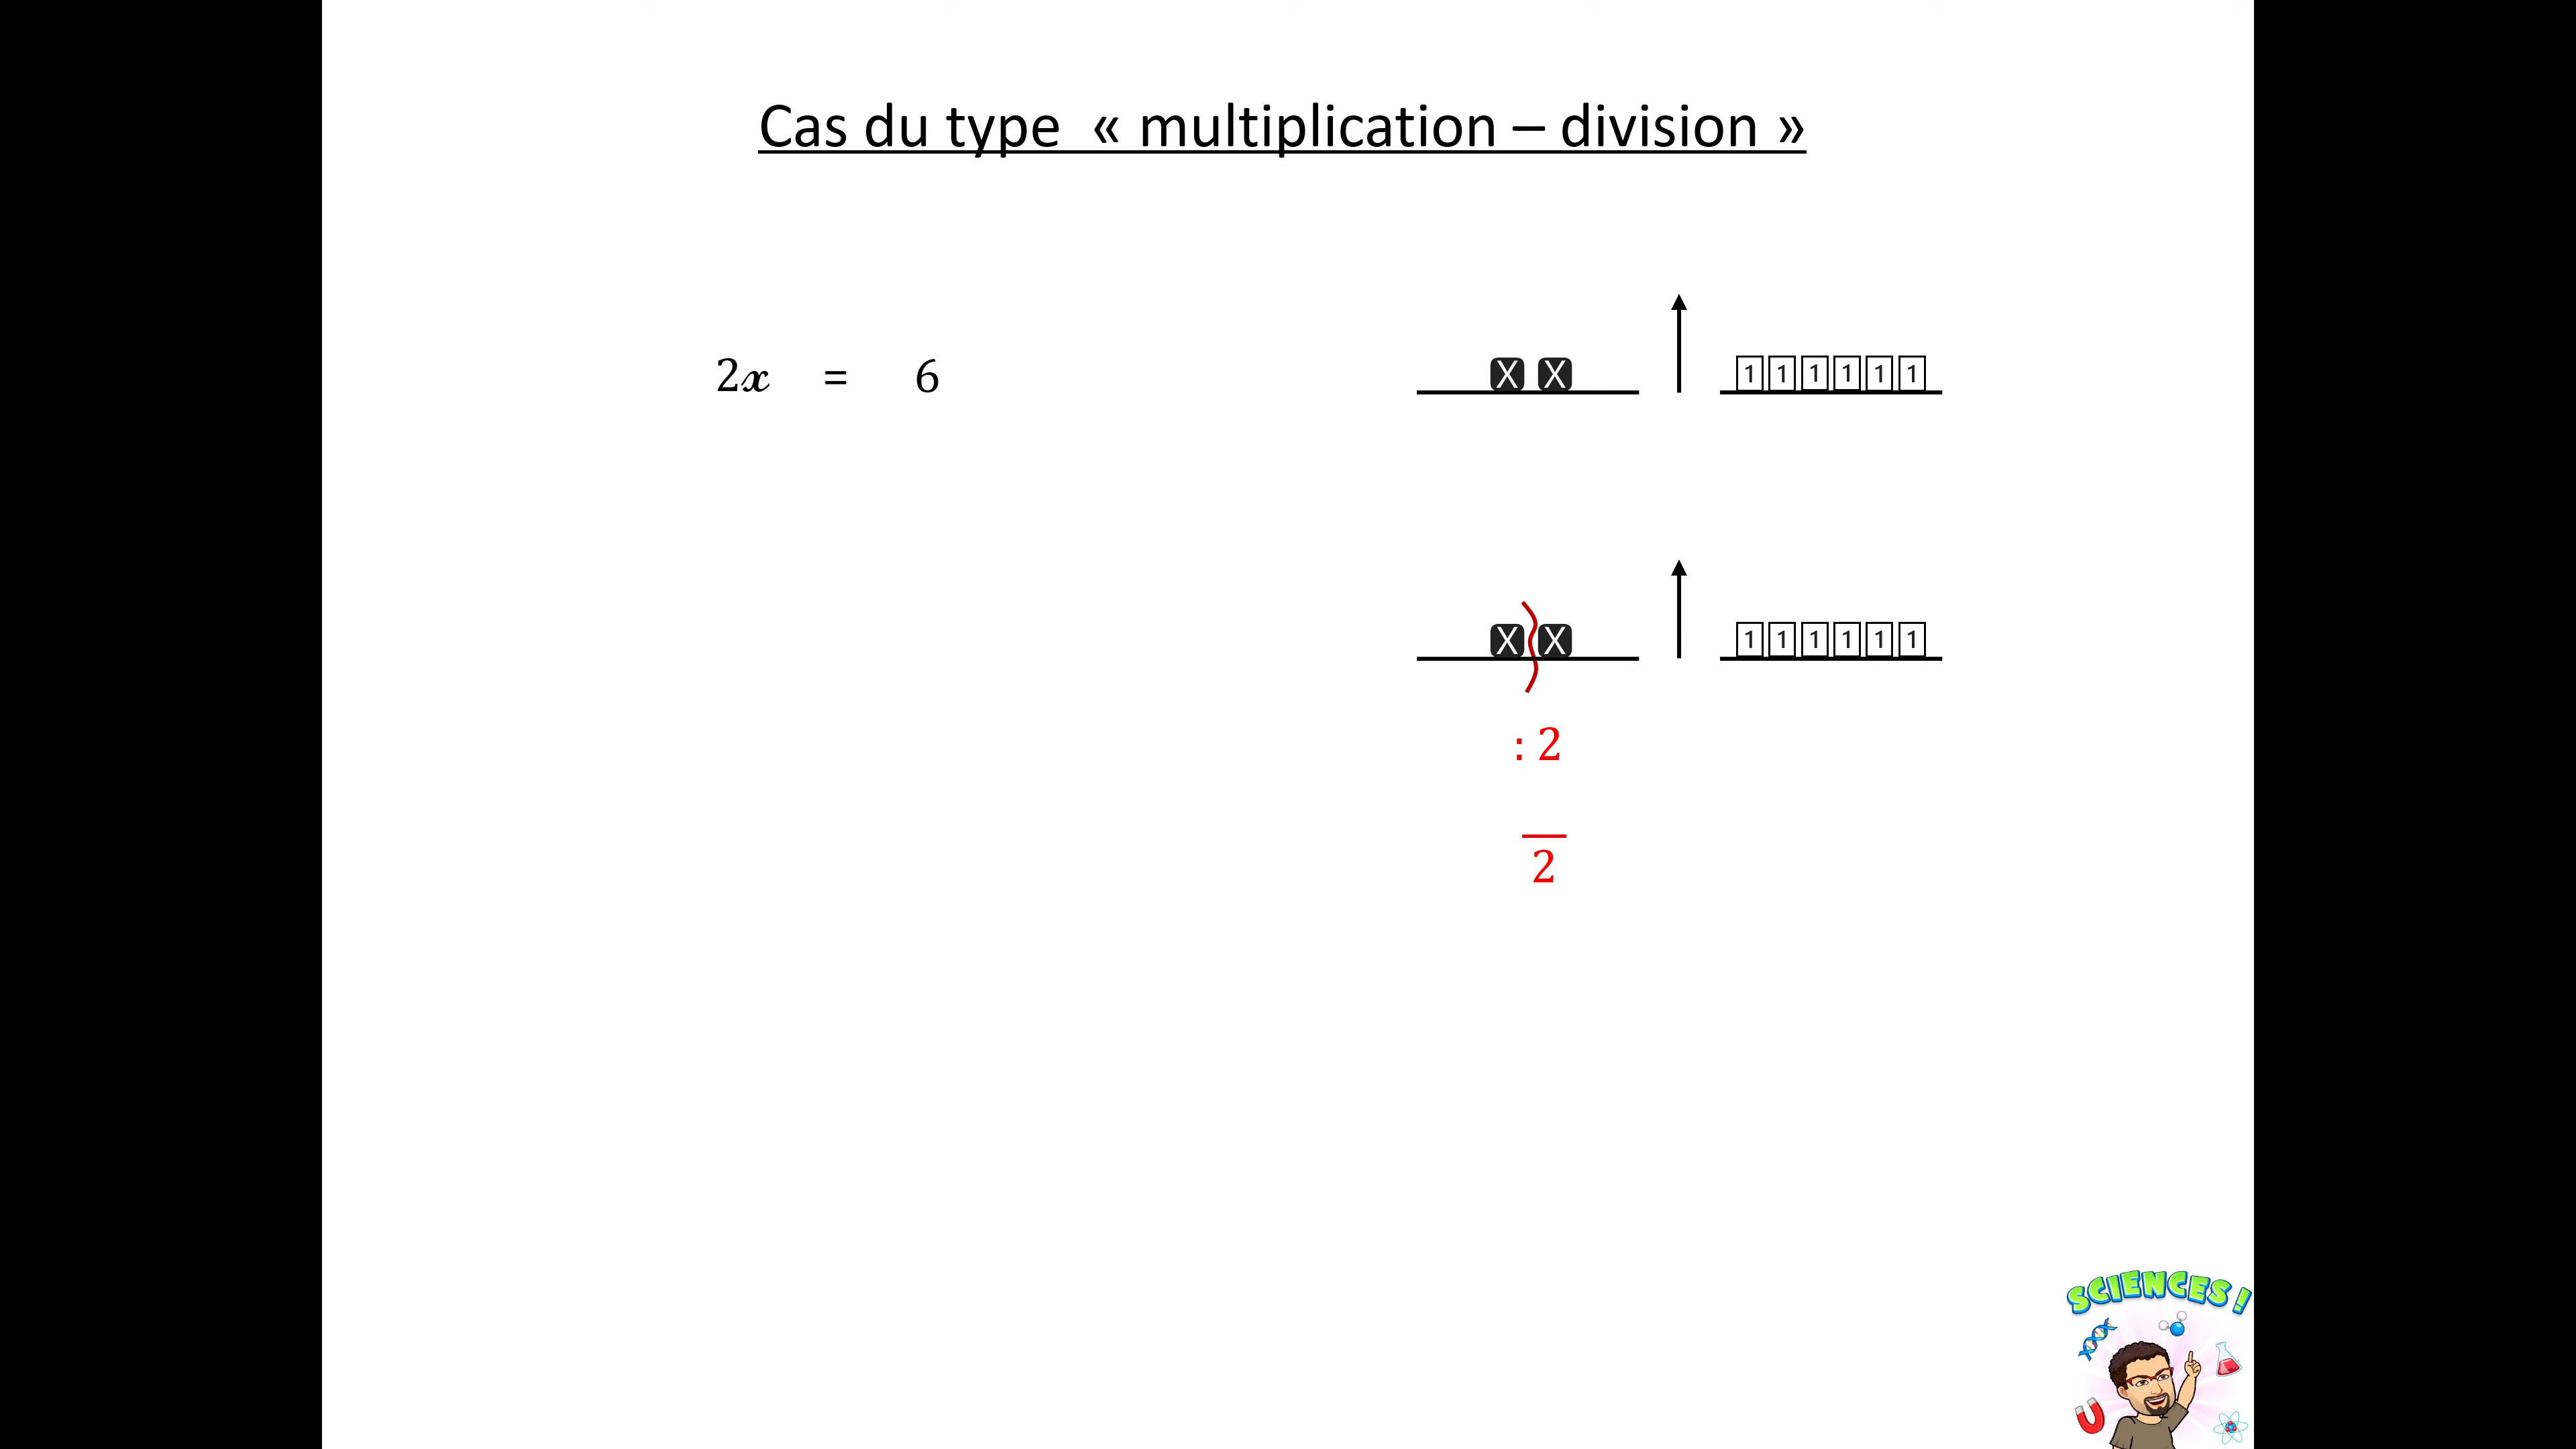 Cas du type « multiplication – division »
2x = 6
X X 1 1 1 1 1 1
X X 1 1 1 1 1 1
: 2
2
SCIENCES !